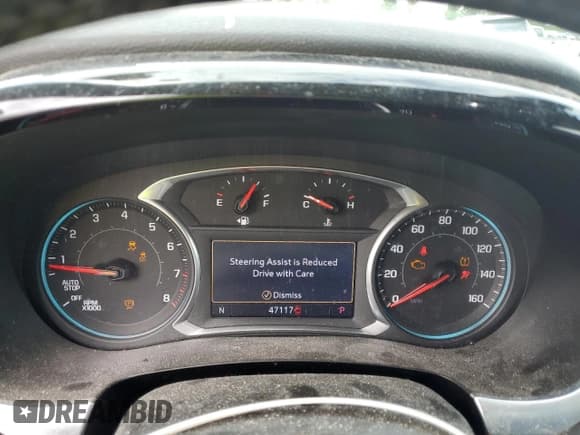 E F C H
1 2 3 4 5 6 7 8
AUTO
STOP
OFF
RPM
X1000
Steering Assist is Reduced
Drive with Care
Dismiss
N 47117 P
0 20 40 60 80 100 120 140 160
MPH
DREAMBID